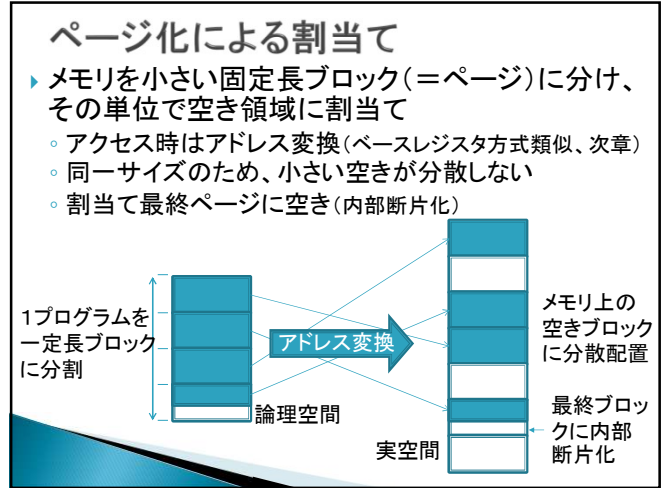 ページ化による割当て
メモリを小さい固定長ブロック(=ページ)に分け、
その単位で空き領域に割当て
アクセス時はアドレス変換(ベースレジスタ方式類似、次章)
同一サイズのため、小さい空きが分散しない
割当て最終ページに空き(内部断片化)
1プログラムを
一定長ブロック
に分割
アドレス変換
論理空間
メモリ上の
空きブロック
に分散配置
最終ブロッ
クに内部
断片化
実空間